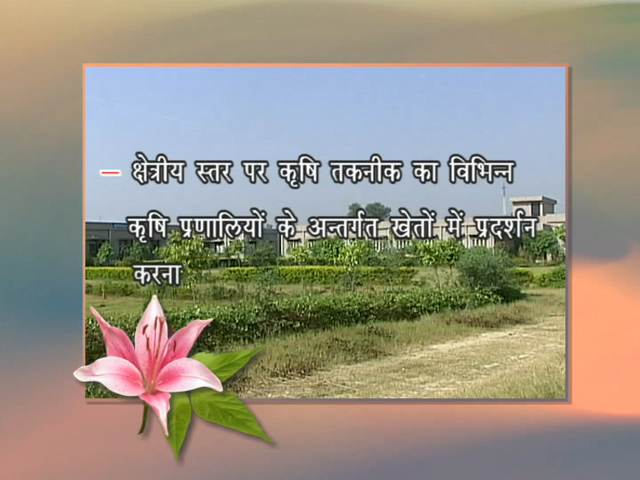 – क्षेत्रीय स्तर पर कृषि तकनीक का विभिन्न
कृषि प्रणालियों के अन्तर्गत खेतों में प्रदर्शन
करना